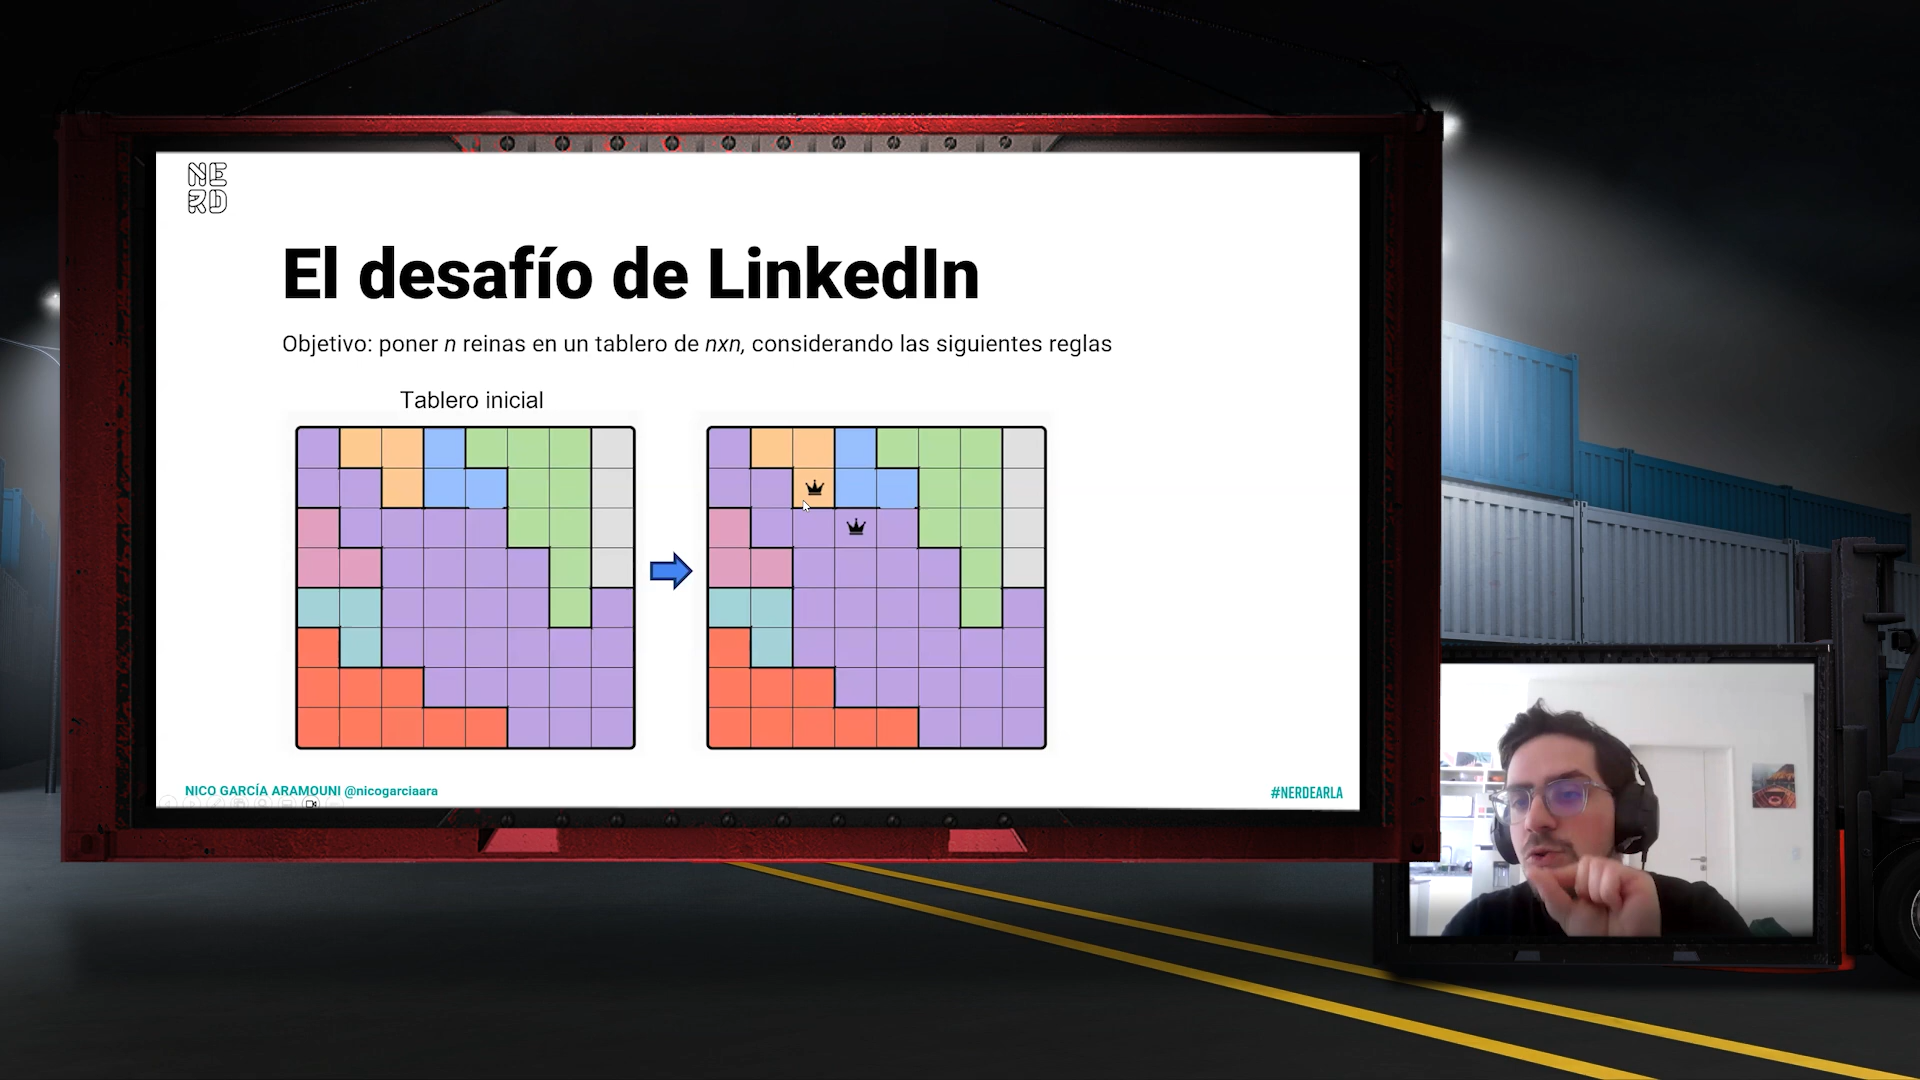 NE
RD
El desafío de LinkedIn
Objetivo: poner n reinas en un tablero de nxn, considerando las siguientes reglas
Tablero inicial
NICO GARCÍA ARAMOUNI @nicogarciaara
#NERDEARLA